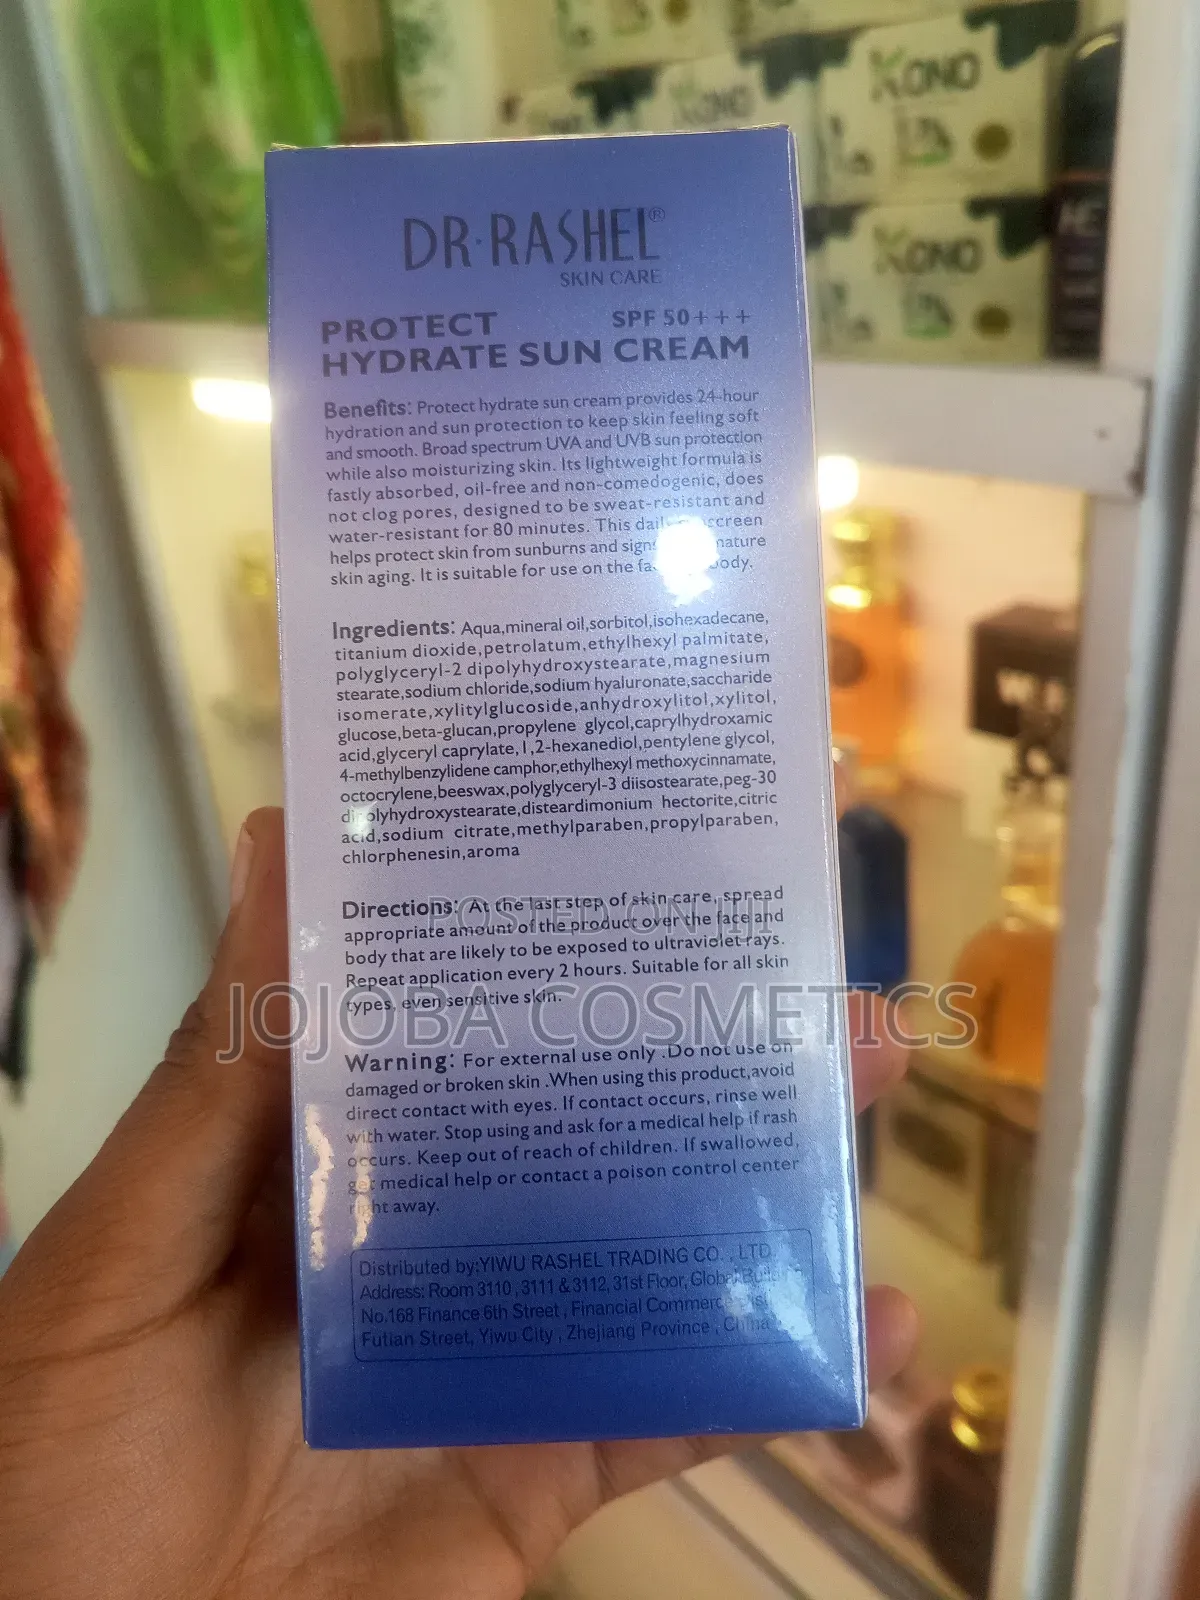 KONO
KONO
KONO
HE
DR·RASHEL®
SKIN CARE
PROTECT SPF 50+++
HYDRATE SUN CREAM
Benefits: Protect hydrate sun cream provides 24-hour
hydration and sun protection to keep skin feeling soft
and smooth. Broad spectrum UVA and UVB sun protection
while also moisturizing skin. Its lightweight formula is
fastly absorbed, oil-free and non-comedogenic, does
not clog pores, designed to be sweat-resistant and
water-resistant for 80 minutes. This
helps protect skin from sunburns and
skin aging. It is suitable for use on the
Ingredients: Aqua,mineral oil,sorbitol,isohexadecane,
titanium dioxide,petrolatum,ethylhexyl palmitate,
polyglyceryl-2 dipolyhydroxystearate,magnesium
stearate,sodium chloride,sodium hyaluronate,saccharide
isomerate,xylitylglucoside,anhydroxylitol,xylitol,
glucose,beta-glucan,propylene glycol,caprylhydroxamic
acid,glyceryl caprylate,1,2-hexanediol,pentylene glycol,
4-methylbenzylidene camphor,ethylhexyl methoxycinnamate,
octocrylene,beeswax,polyglyceryl-3 diisostearate,peg-30
dipolyhydroxystearate,disteardimonium hectorite,citric
acid,sodium citrate,methylparaben,propylparaben,
chlorphenesin,aroma
Directions: At the last step of skin care, spread
appropriate amount of the product over the face and
body that are likely to be exposed to ultraviolet rays.
Repeat application every 2 hours. Suitable for all skin
types, even sensitive skin.
POSTED ON JIJI
JOJOBA COSMETICS
Warning: For external use only .Do not use on
damaged or broken skin .When using this product,avoid
direct contact with eyes. If contact occurs, rinse well
with water. Stop using and ask for a medical help if rash
occurs. Keep out of reach of children. If swallowed,
get medical help or contact a poison control center
right away.
Distributed by:YIWU RASHEL TRADING CO. , LTD.
Address: Room 3110 , 3111 & 3112, 31st Floor, Global
No.168 Finance 6th Street , Financial
Futian Street, Yiwu City , Zhejiang Province , China